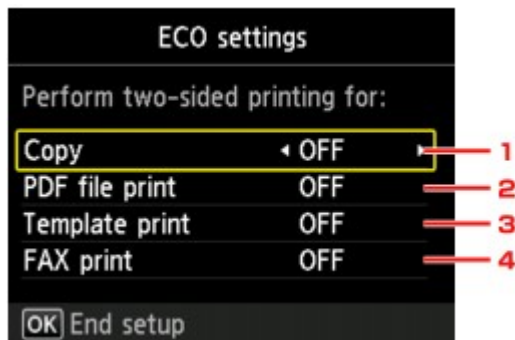 ECO settings
Perform two-sided printing for:
Copy OFF 1
PDF file print OFF 2
Template print OFF 3
FAX print OFF 4
OK End setup